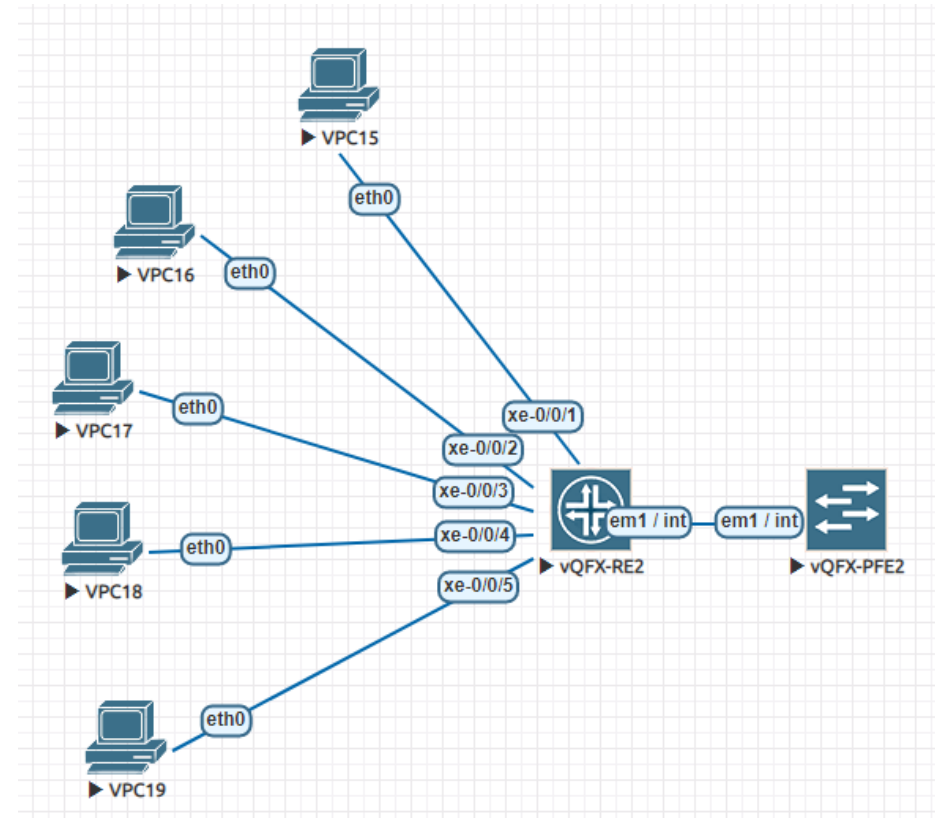 VPC15
eth0
VPC16
eth0
VPC17
eth0
xe-0/0/1
xe-0/0/2
xe-0/0/3
em1 / int
em1 / int
xe-0/0/4
VPC18
eth0
vQFX-RE2
vQFX-PFE2
xe-0/0/5
eth0
VPC19